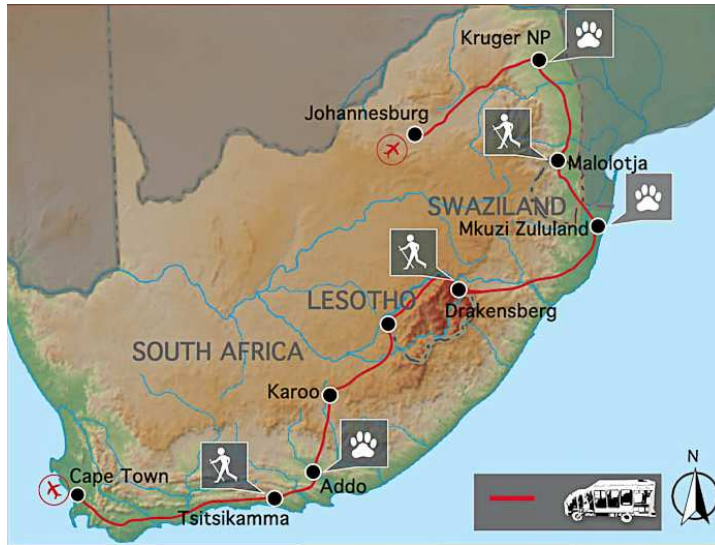 Kruger NP
Johannesburg
Malolotja
SWAZILAND
Mkuzi Zululand
LESOTHO
Drakensberg
SOUTH AFRICA
Karoo
Cape Town
Addo
Tsitsikamma
N